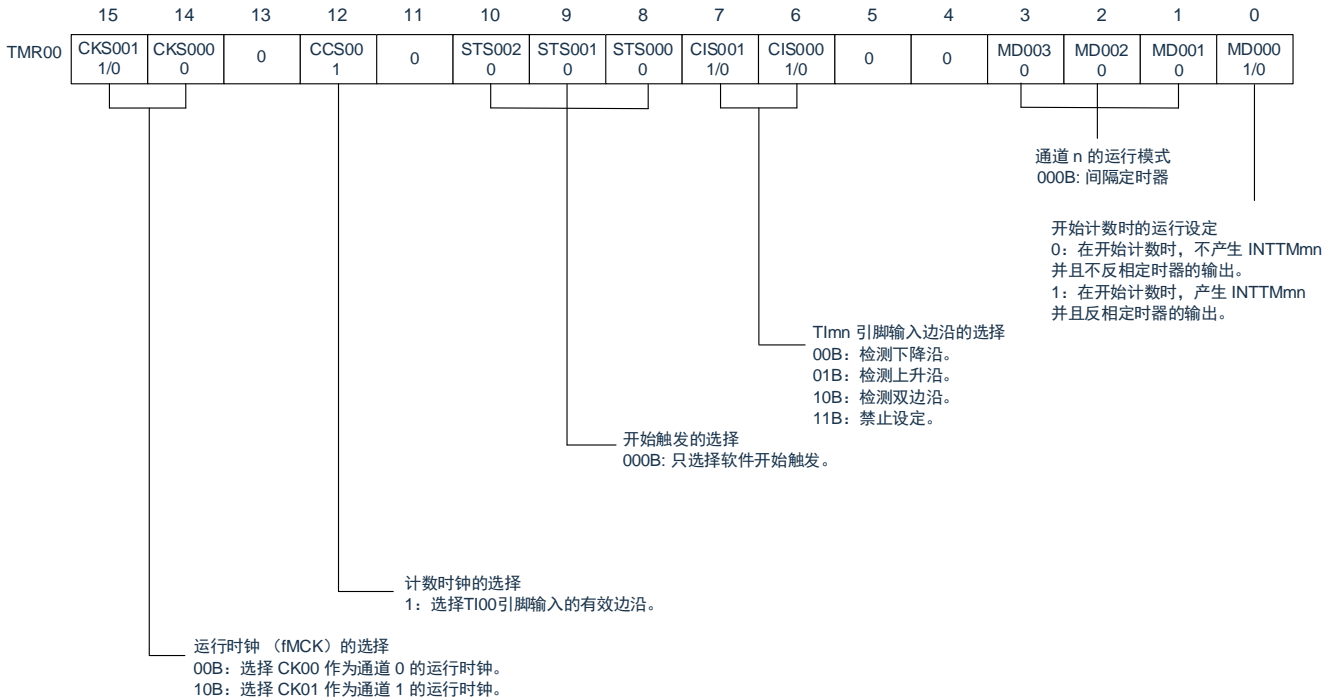 15 14 13 12 11 10 9 8 7 6 5 4 3 2 1 0
TMR00 CKS001 CKS000 0 CCS00 0 STS002 STS001 STS000 CIS001 CIS000 0 0 MD003 MD002 MD001 MD000
1/0 0 1 0 0 0 1/0 1/0 0 0 0 1/0
通道 n 的运行模式
000B: 间隔定时器
开始计数时的运行设定
0：在开始计数时，不产生 INTTMmn
并且不反相定时器的输出。
1：在开始计数时，产生 INTTMmn
并且反相定时器的输出。
TImn 引脚输入边沿的选择
00B：检测下降沿。
01B：检测上升沿。
10B：检测双边沿。
11B：禁止设定。
开始触发的选择
000B: 只选择软件开始触发。
计数时钟的选择
1：选择TI00引脚输入的有效边沿。
运行时钟 （fMCK）的选择
00B：选择 CK00 作为通道 0 的运行时钟。
10B：选择 CK01 作为通道 1 的运行时钟。